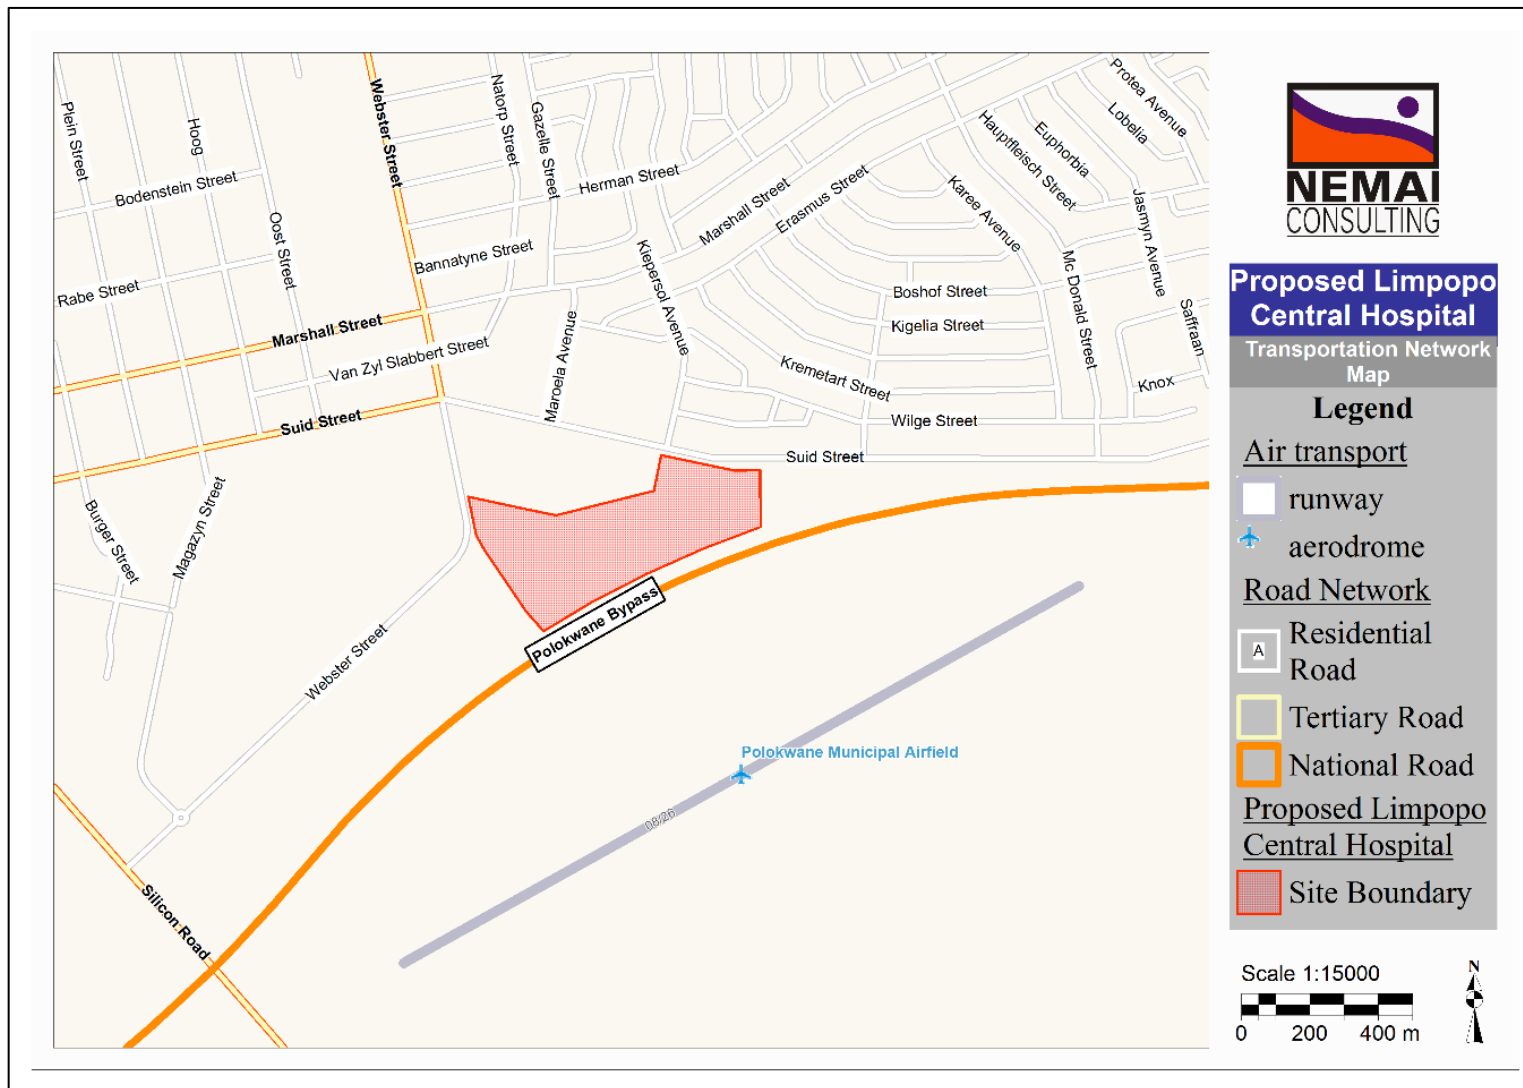 Plein Street
Hoog
Webster Street
Natorp Street
Gazelle Street
Protea Avenue
Lobelia
Euphorbia
Hauptfleisch Street
Bodenstein Street
Herman Street
Karee Avenue
Jasmyn Avenue
Marshall Street
Erasmus Street
Oost Street
Bannatyne Street
Kiepersol Avenue
Mc Donald Street
Rabe Street
Boshof Street
Saffraan
Marshall Street
Kigelia Street
Van Zyl Slabbert Street
Maroela Avenue
Kremetart Street
Knox
Suid Street
Wilge Street
Suid Street
Burger Street
Magazyn Street
Polokwane Bypass
Webster Street
Polokwane Municipal Airfield
08/26
Silicon Road
NEMAI
CONSULTING
Proposed Limpopo
Central Hospital
Transportation Network
Map
Legend
Air transport
runway
aerodrome
Road Network
A
Residential
Road
Tertiary Road
National Road
Proposed Limpopo
Central Hospital
Site Boundary
Scale 1:15000
N
0 200 400 m